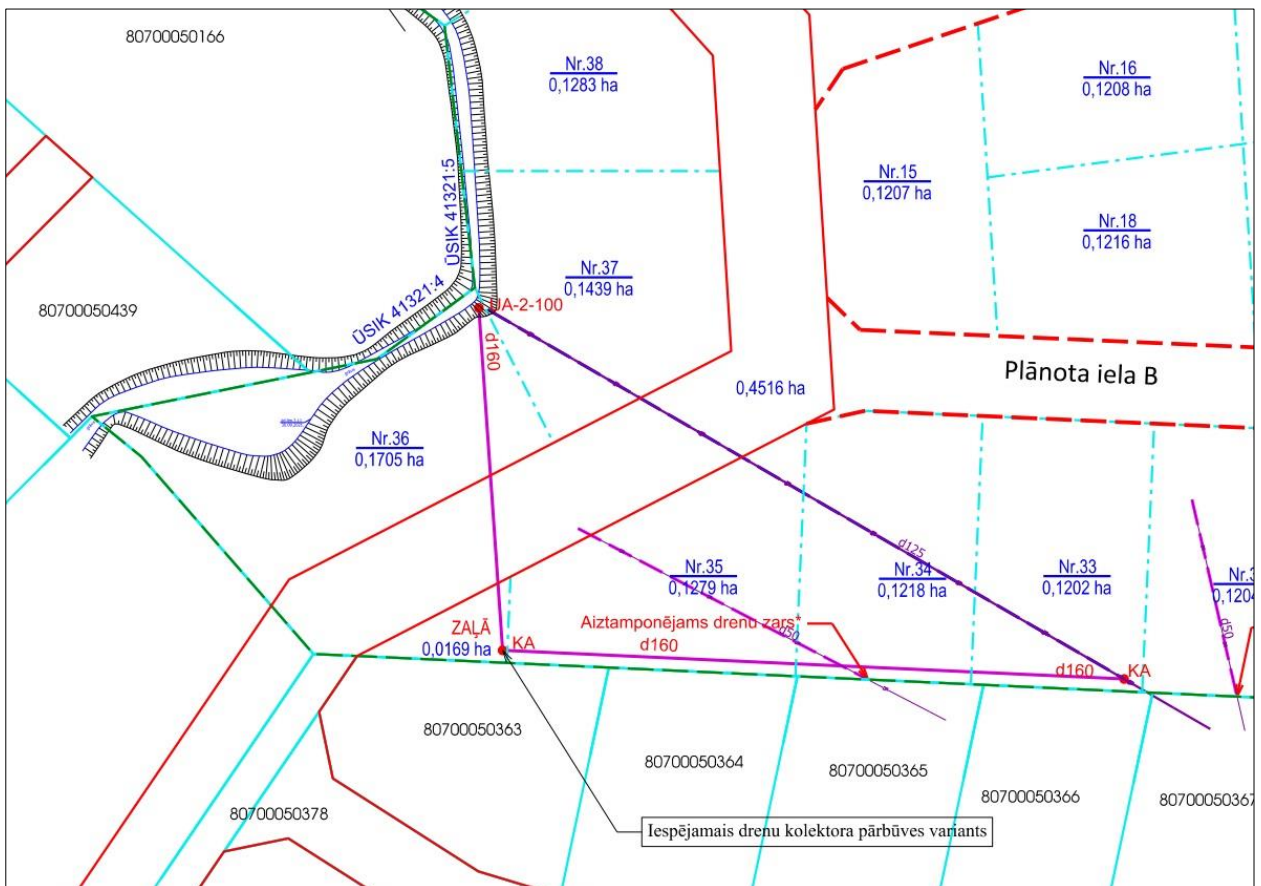 80700050166
Nr.38
0,1283 ha
Nr.16
0,1208 ha
Nr.15
0,1207 ha
Nr.18
0,1216 ha
ŪSIK 41321:5
ŪSIK 41321:4
Nr.37
0,1439 ha
80700050439
UA-2-100
d160
0,4516 ha
Plānota iela B
Nr.36
0,1705 ha
d125
Nr.35
0,1279 ha
Nr.34
0,1218 ha
Nr.33
0,1202 ha
Nr.3
0,1204
d50
d50
Aiztamponējams drenu zars*
ZAĻĀ
0,0169 ha
KA
d160
d160
KA
80700050363
80700050364
80700050365
80700050366
80700050367
80700050378
Iespējamais drenu kolektora pārbūves variants